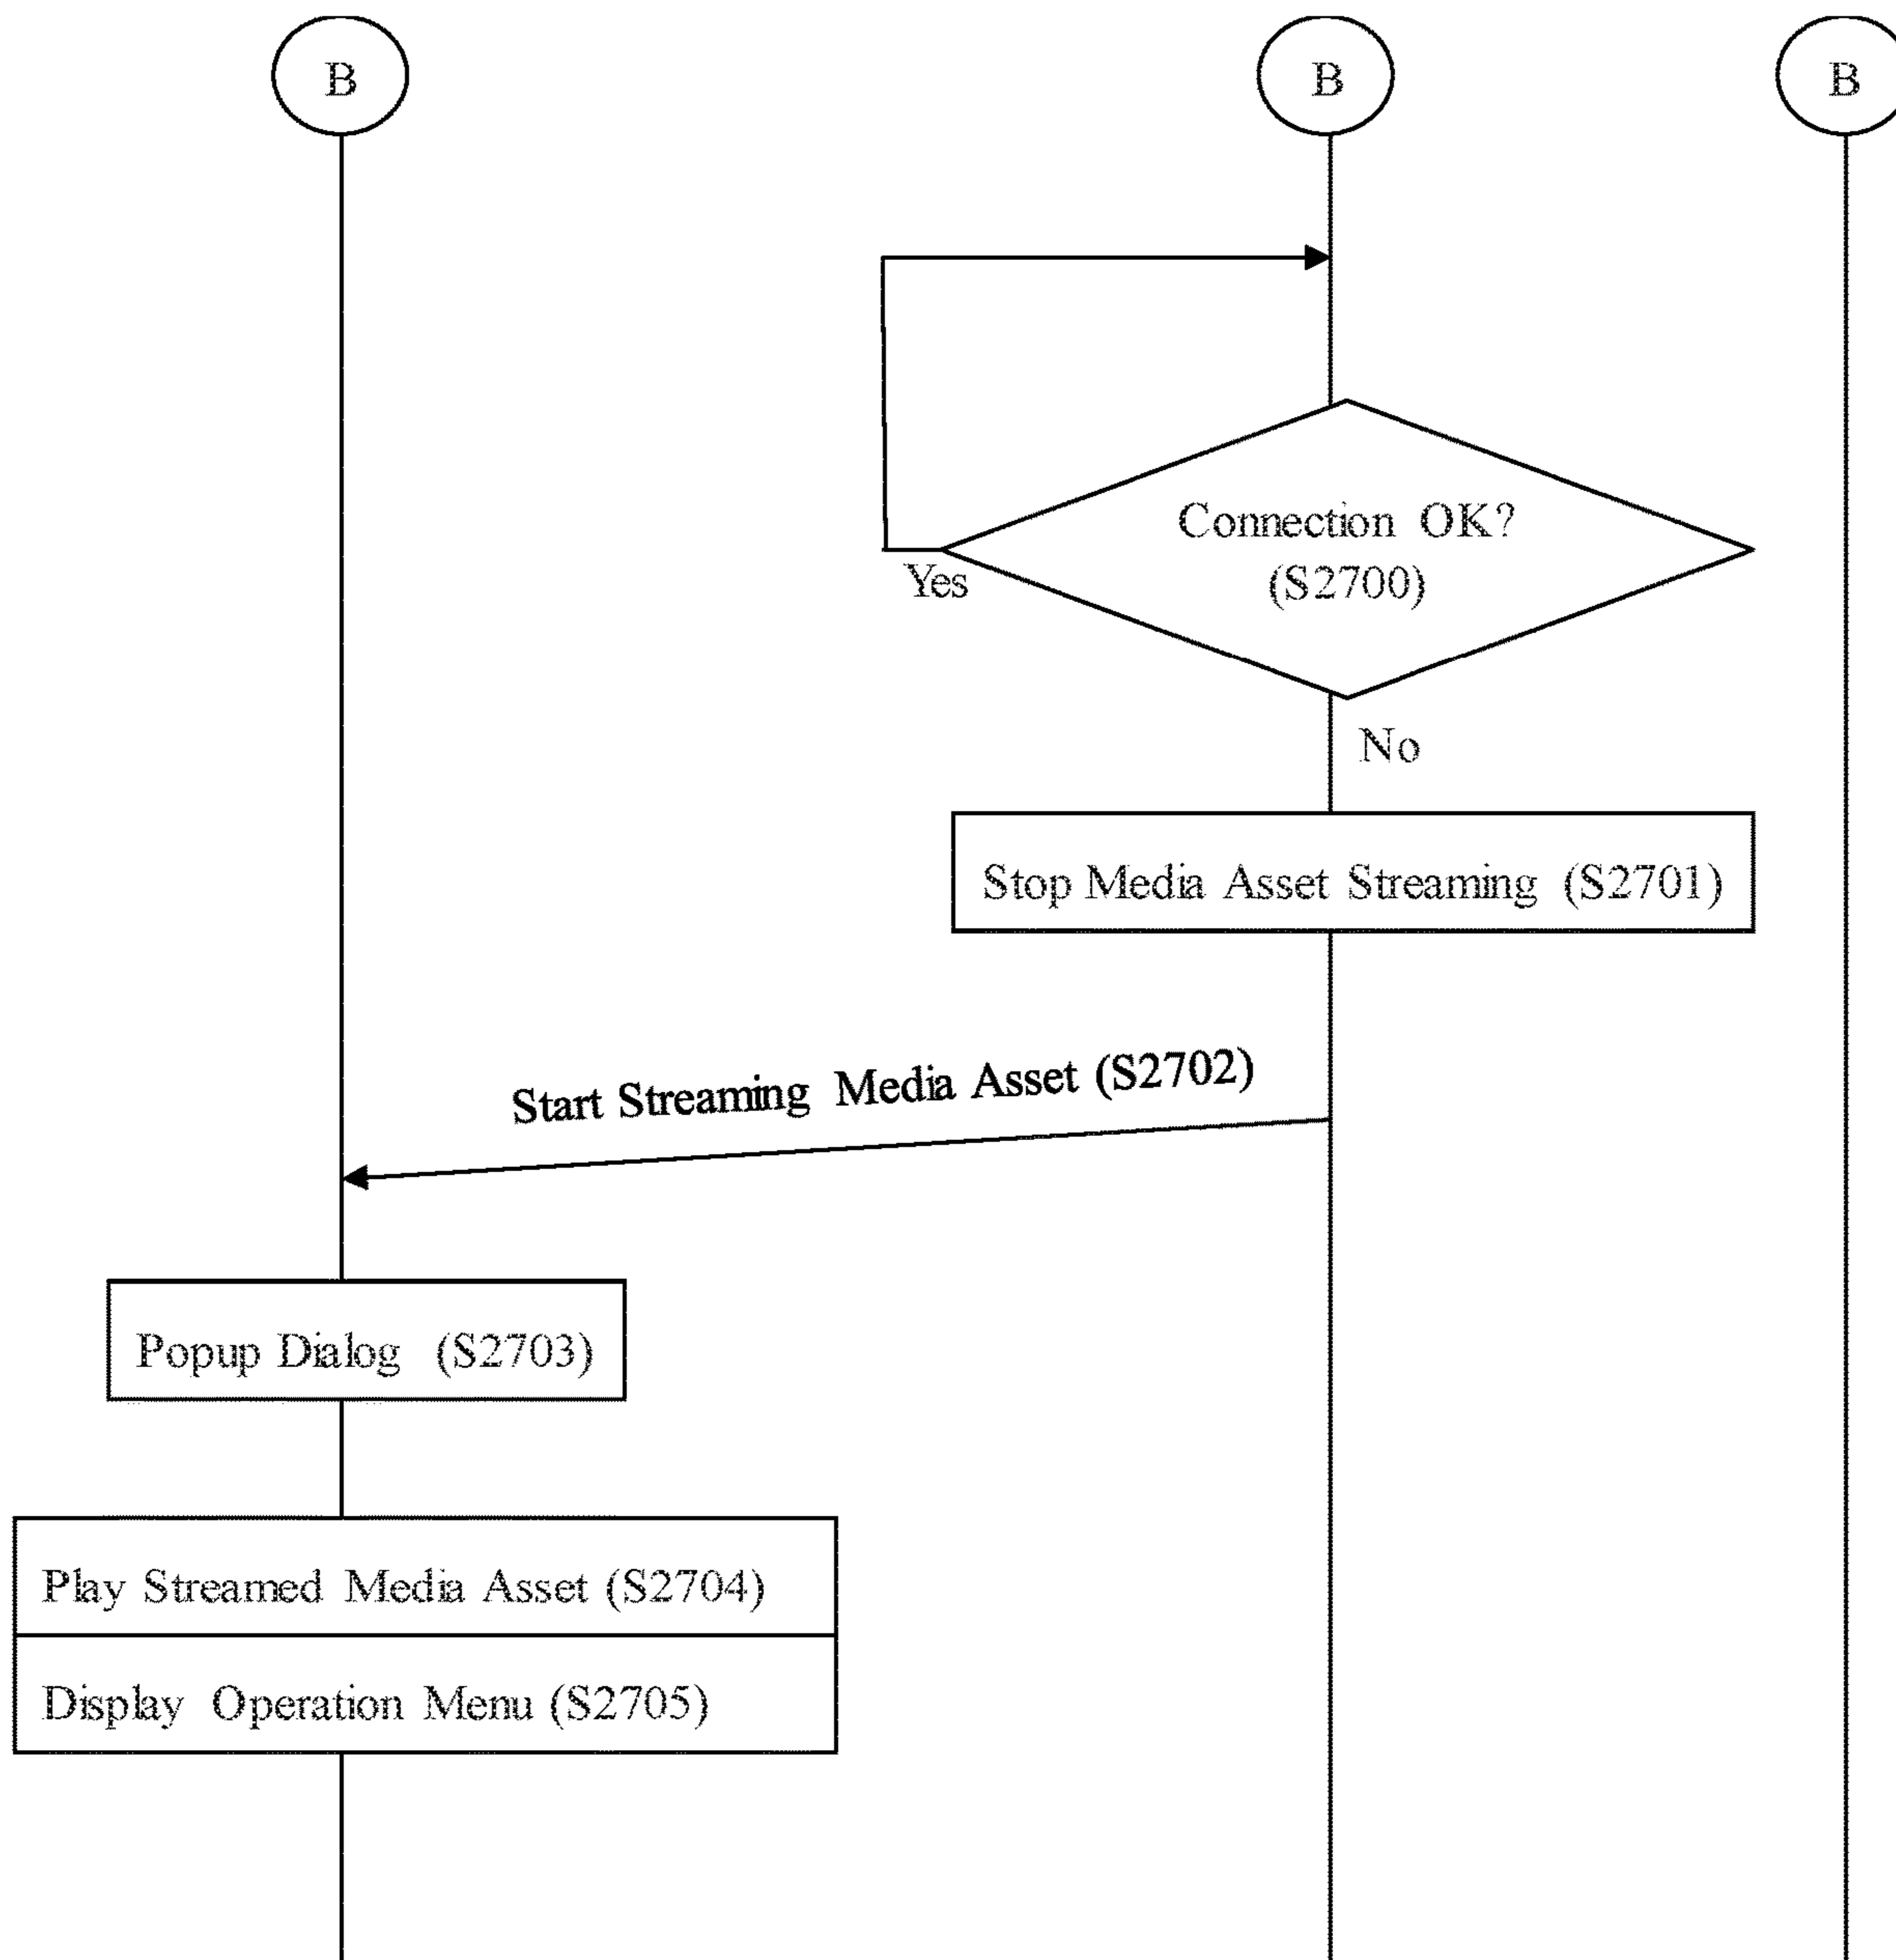 B
B
B
Connection OK?
(S2700)
Yes
No
Stop Media Asset Streaming (S2701)
Start Streaming Media Asset (S2702)
Popup Dialog (S2703)
Play Streamed Media Asset (S2704)
Display Operation Menu (S2705)